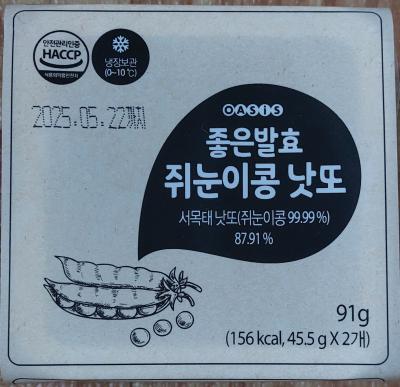 안전관리인증
HACCP
식품의약품안전처
냉장보관
(0~10℃)
2025.05.22까지
OASIS
좋은발효
쥐눈이콩 낫또
서목태 낫또(쥐눈이콩 99.99%)
87.91%
91g
(156 kcal, 45.5 g X 2개)